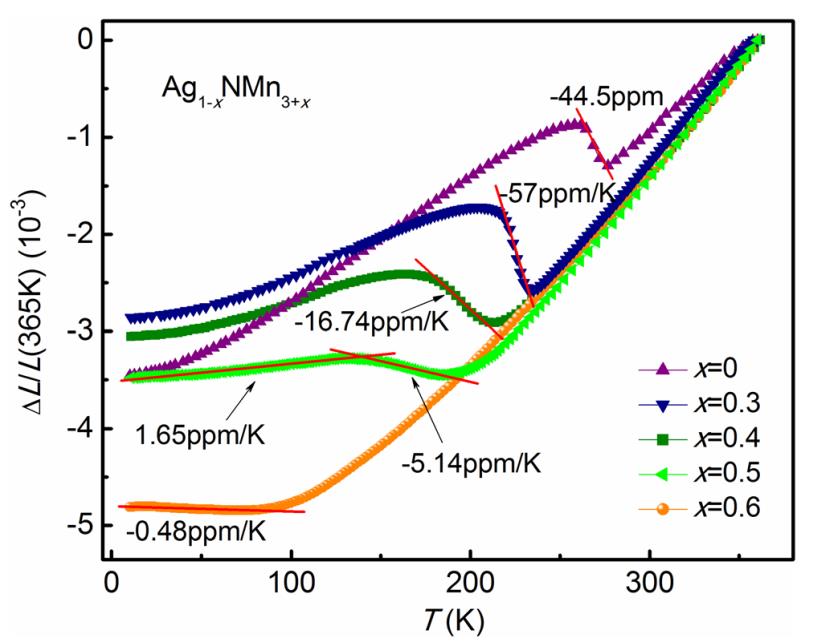 Ag₁₋ₓNMn₃₊ₓ
-44.5ppm
-57ppm/K
-16.74ppm/K
1.65ppm/K
-5.14ppm/K
-0.48ppm/K
x=0
x=0.3
x=0.4
x=0.5
x=0.6
ΔL/L(365K) (10⁻³)
0
-1
-2
-3
-4
-5
0 100 200 300
T (K)